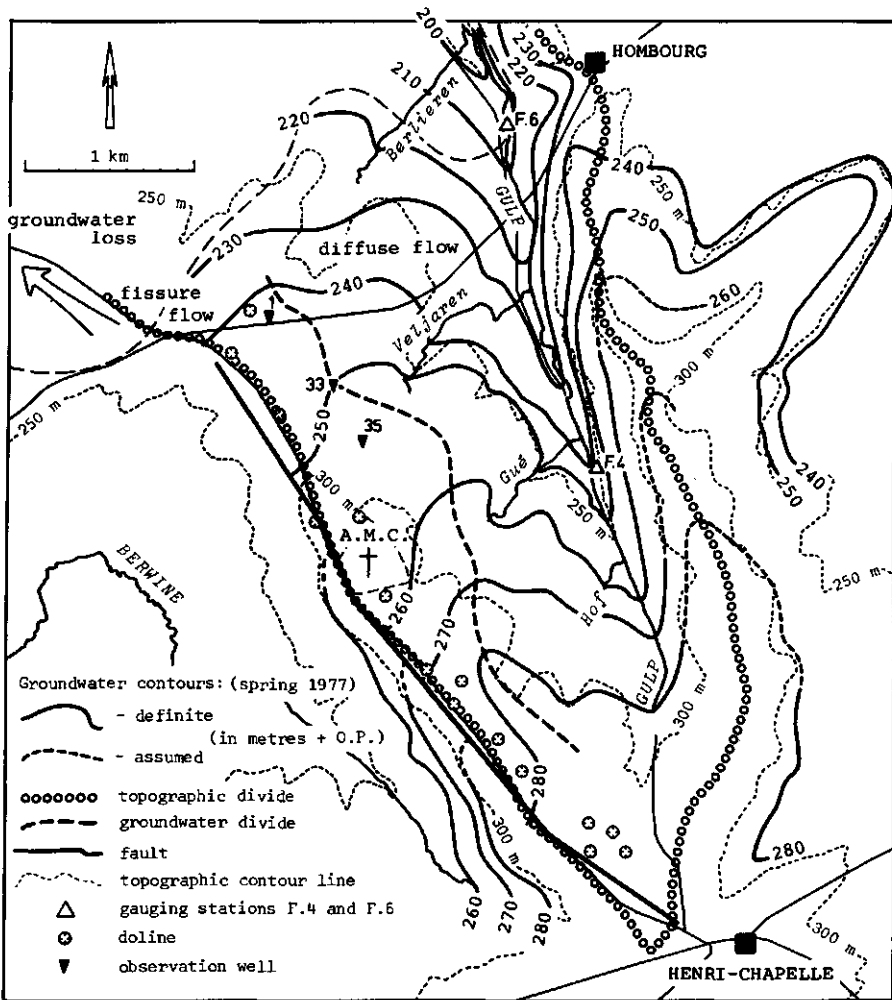 HOMBOURG
200
230
220
210
Berlieren
F.6
220
1 km
240
250 m
250
250 m
GULP
groundwater
loss
230
diffuse flow
260
fissure
flow
240
1
Veljaren
300 m
33
250 m
250
35
240
250
Gué
F.4
300 m
250 m
A.M.C.
BERWINE
250 m
260
Hof
270
GULP
300 m
Groundwater contours: (spring 1977)
- definite
(in metres + O.P.)
- assumed
280
topographic divide
groundwater divide
300 m
280
fault
topographic contour line
260
270
280
gauging stations F.4 and F.6
doline
300 m
observation well
HENRI-CHAPELLE